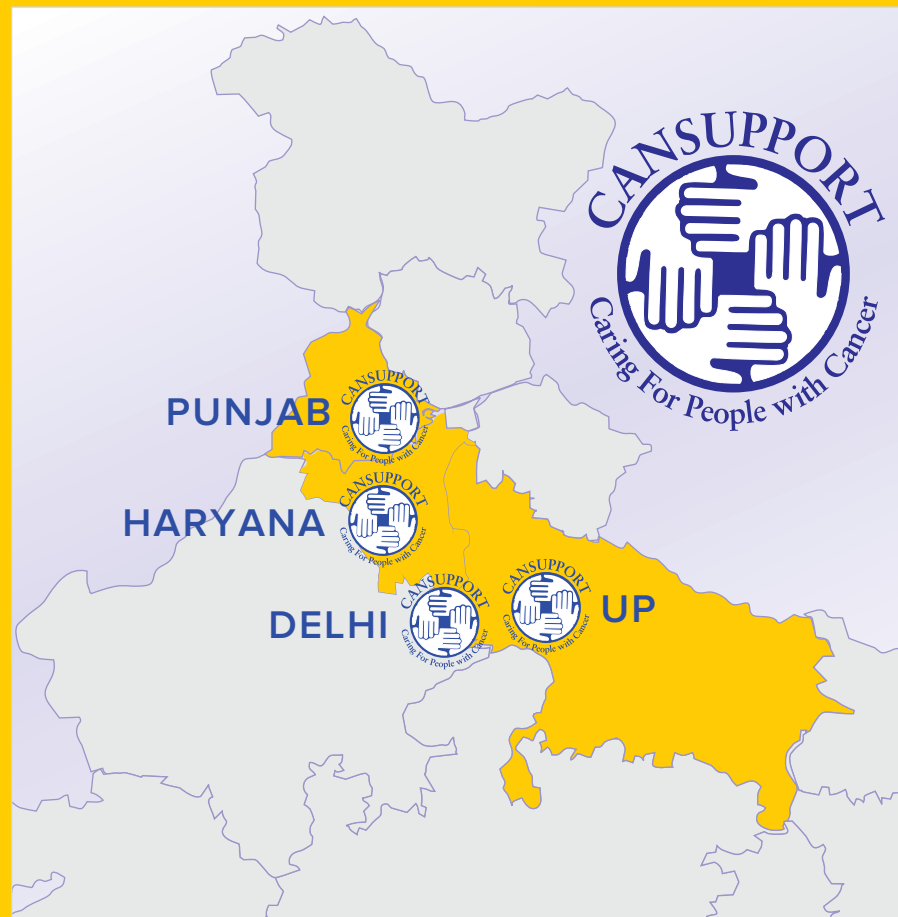 CANSUPPORT
Caring For People with Cancer
CANSUPPORT
PUNJAB
Caring For People with Cancer
CANSUPPORT
HARYANA
Caring For People with Cancer
CANSUPPORT
DELHI
Caring For People with Cancer
CANSUPPORT
UP
Caring For People with Cancer